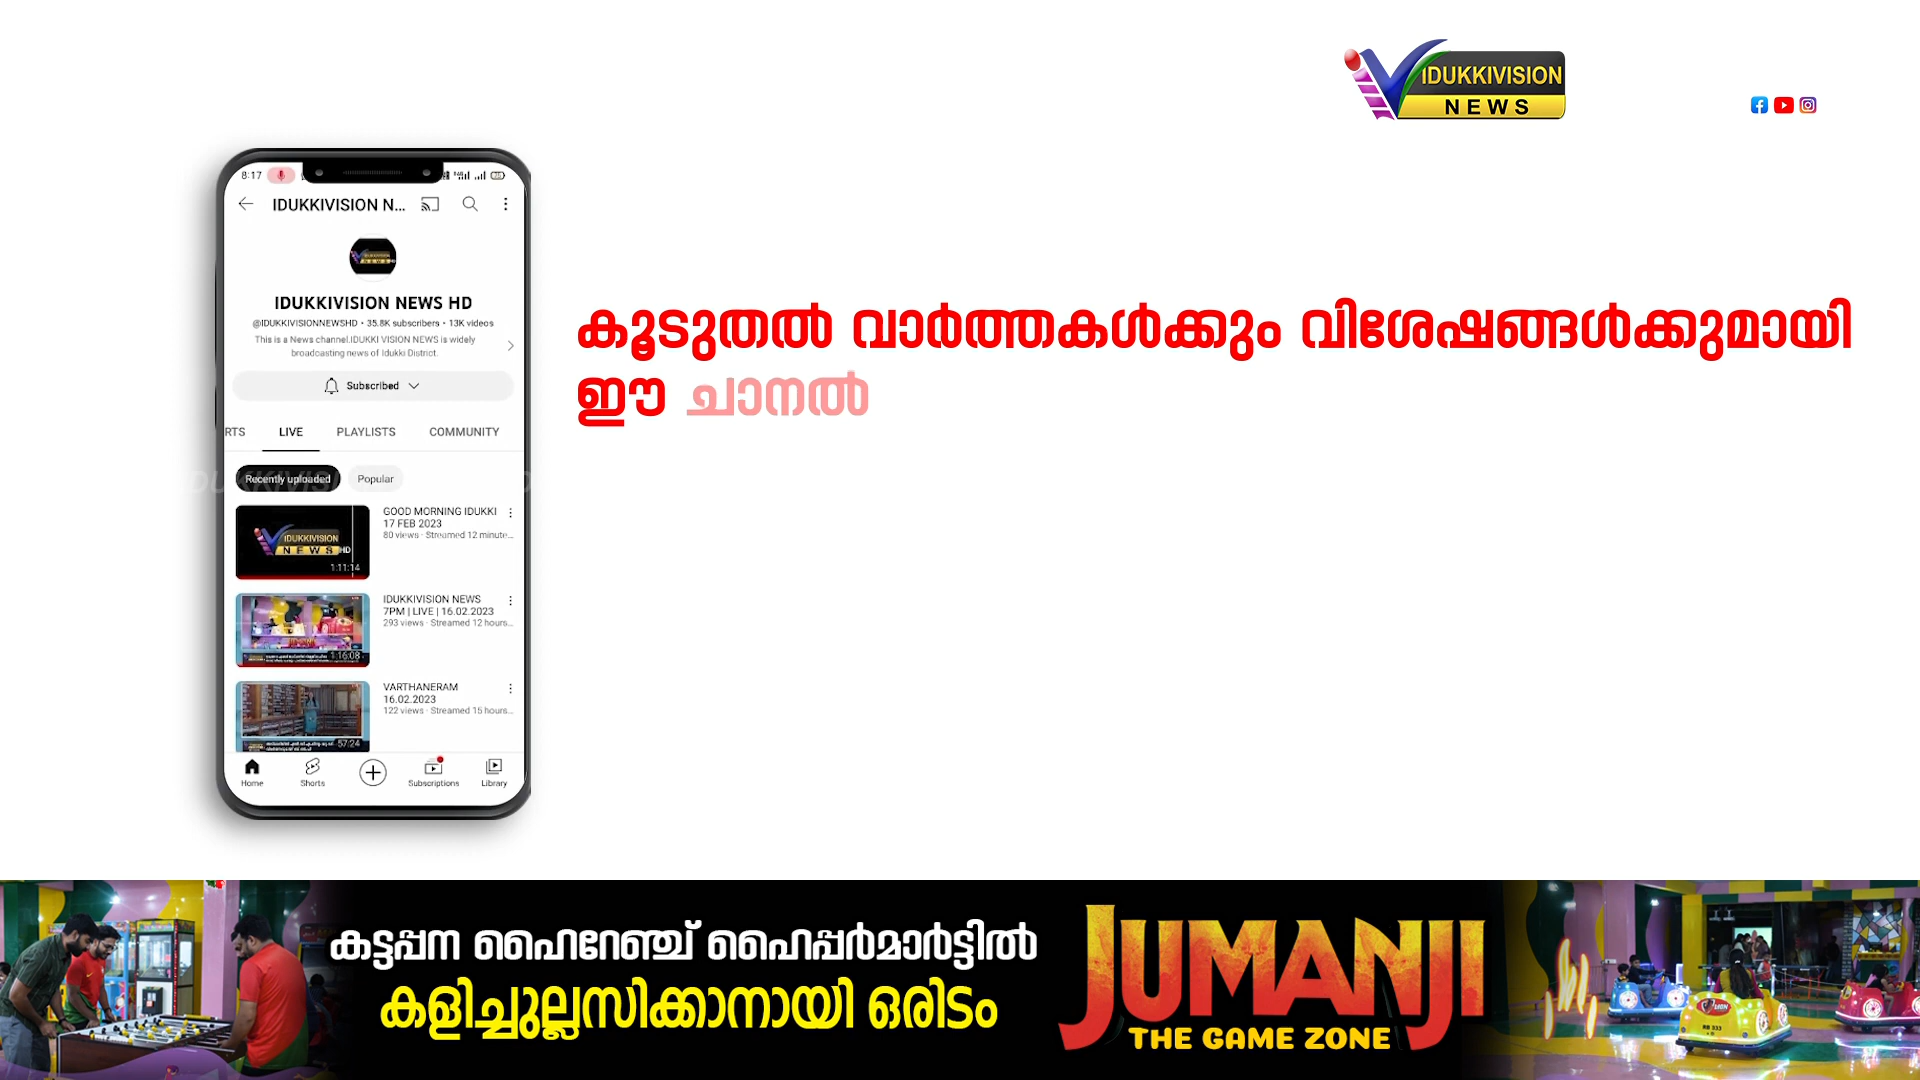 IDUKKIVISION
NEWS
8:17
IDUKKIVISION N...
IDUKKIVISION NEWS HD
@IDUKKIVISIONNEWSHD • 35.8K subscribers • 13K videos
This is a News channel.IDUKKI VISION NEWS is widely
broadcasting news of Idukki District.
Subscribed
RTS LIVE PLAYLISTS COMMUNITY
Recently uploaded Popular
GOOD MORNING IDUKKI
17 FEB 2023
80 views · Streamed 12 minute...
IDUKKIVISION
NEWS HD
1:11:14
IDUKKIVISION NEWS
7PM | LIVE | 16.02.2023
293 views · Streamed 12 hours...
1:16:08
VARTHANERAM
16.02.2023
122 views · Streamed 15 hours...
57:24
Home Shorts Subscriptions Library
കൂടുതൽ വാർത്തകൾക്കും വിശേഷങ്ങൾക്കുമായി
ഈ ചാനൽ
കട്ടപ്പന ഹൈറേഞ്ച് ഹൈപ്പർമാർട്ടിൽ
കളിച്ചുല്ലസിക്കാനായി ഒരിടം
JUMANJI
THE GAME ZONE